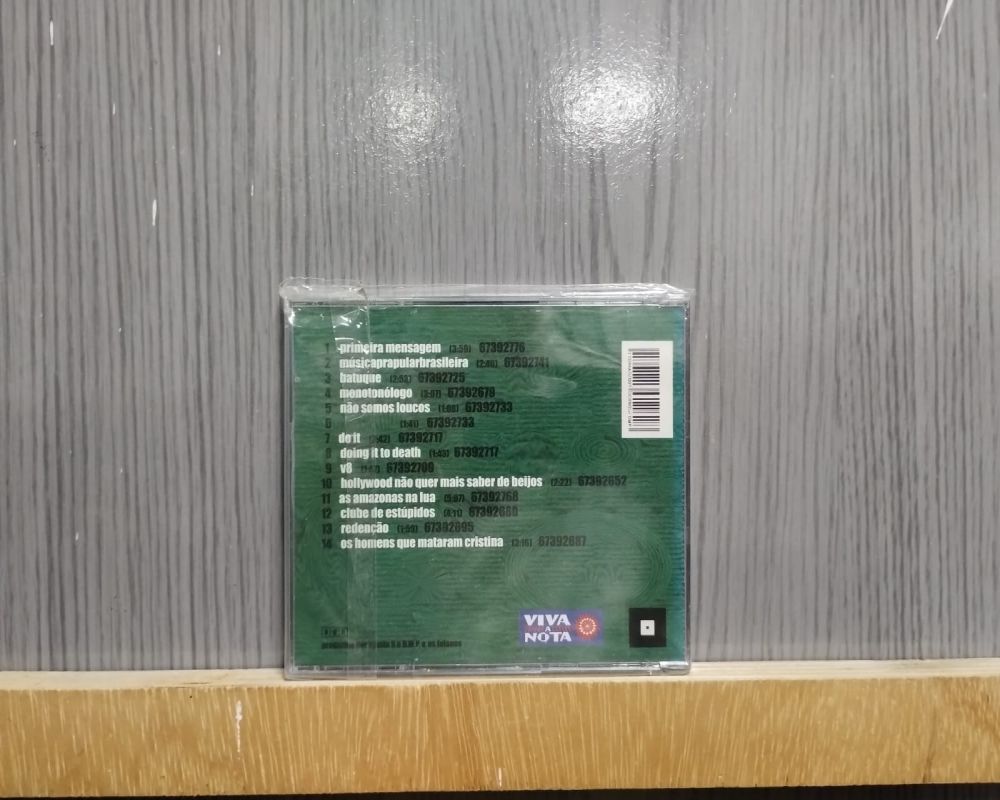 1 primeira mensagem (3:59) 67392776
2 músicaprapularbrasileira (2:46) 67392741
3 batuque (2:53) 67392725
4 monotonólogo (3:07) 67392679
5 não somos loucos (1:08) 67392733
6 (1:41) 67392733
7 do it (2:42) 67392717
8 doing it to death (1:43) 67392717
9 v8 67392709
10 hollywood não quer mais saber de beijos (2:22) 67392652
11 as amazonas na lua (5:07) 67392768
12 clube de estúpidos 67392660
13 redenção (1:59) 67392695
14 os homens que mataram cristina (3:16) 67392687
VIVA
A
NOTA